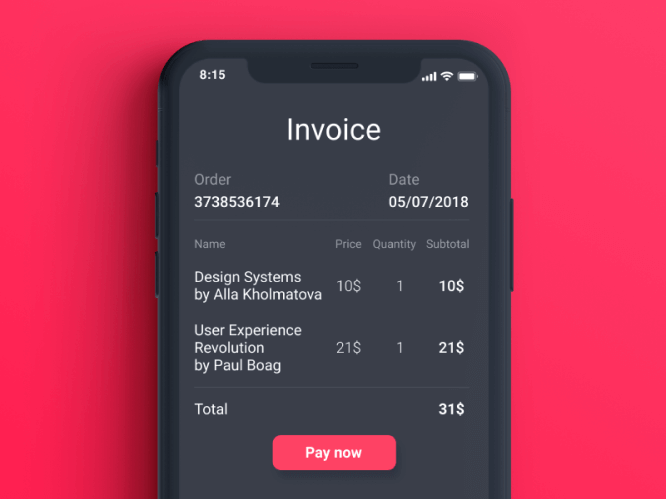 8:15
Invoice
Order Date
3738536174 05/07/2018
Name Price Quantity Subtotal
Design Systems
by Alla Kholmatova 10$ 1 10$
User Experience
Revolution 21$ 1 21$
by Paul Boag
Total 31$
Pay now